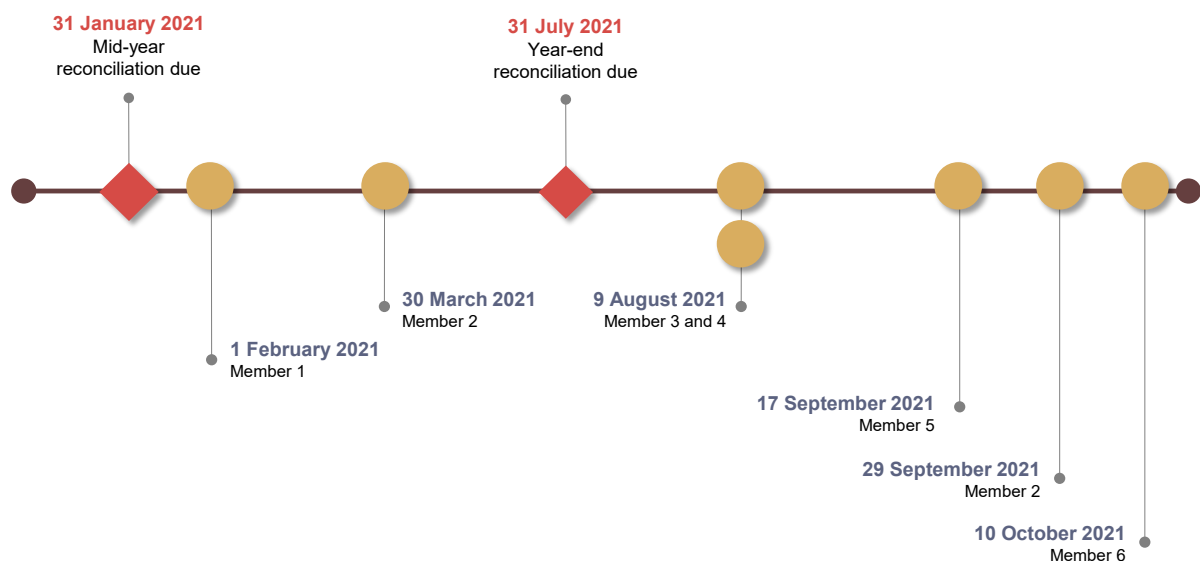 31 January 2021
Mid-year
reconciliation due
31 July 2021
Year-end
reconciliation due
30 March 2021
Member 2
9 August 2021
Member 3 and 4
1 February 2021
Member 1
17 September 2021
Member 5
29 September 2021
Member 2
10 October 2021
Member 6